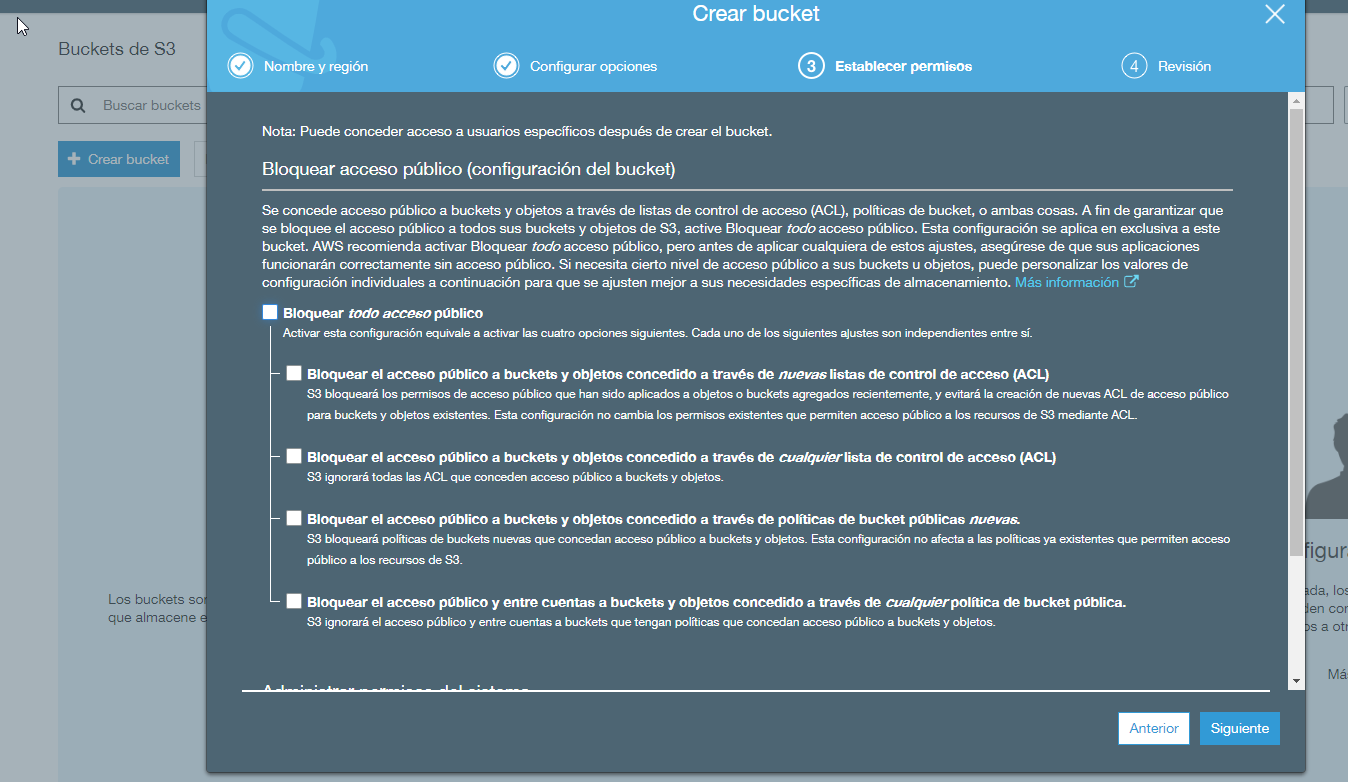 Crear bucket
Buckets de S3
Nombre y región
Configurar opciones
3 Establecer permisos
4 Revisión
Buscar buckets
Crear bucket
Nota: Puede conceder acceso a usuarios específicos después de crear el bucket.
Bloquear acceso público (configuración del bucket)
Se concede acceso público a buckets y objetos a través de listas de control de acceso (ACL), políticas de bucket, o ambas cosas. A fin de garantizar que
se bloquee el acceso público a todos sus buckets y objetos de S3, active Bloquear todo acceso público. Esta configuración se aplica en exclusiva a este
bucket. AWS recomienda activar Bloquear todo acceso público, pero antes de aplicar cualquiera de estos ajustes, asegúrese de que sus aplicaciones
funcionarán correctamente sin acceso público. Si necesita cierto nivel de acceso público a sus buckets u objetos, puede personalizar los valores de
configuración individuales a continuación para que se ajusten mejor a sus necesidades específicas de almacenamiento. Más información
Bloquear todo acceso público
Activar esta configuración equivale a activar las cuatro opciones siguientes. Cada uno de los siguientes ajustes son independientes entre sí.
Bloquear el acceso público a buckets y objetos concedido a través de nuevas listas de control de acceso (ACL)
S3 bloqueará los permisos de acceso público que han sido aplicados a objetos o buckets agregados recientemente, y evitará la creación de nuevas ACL de acceso público
para buckets y objetos existentes. Esta configuración no cambia los permisos existentes que permiten acceso público a los recursos de S3 mediante ACL.
Bloquear el acceso público a buckets y objetos concedido a través de cualquier lista de control de acceso (ACL)
S3 ignorará todas las ACL que conceden acceso público a buckets y objetos.
Bloquear el acceso público a buckets y objetos concedido a través de políticas de bucket públicas nuevas.
S3 bloqueará políticas de buckets nuevas que concedan acceso público a buckets y objetos. Esta configuración no afecta a las políticas ya existentes que permiten acceso
público a los recursos de S3.
Bloquear el acceso público y entre cuentas a buckets y objetos concedido a través de cualquier política de bucket pública.
S3 ignorará el acceso público y entre cuentas a buckets que tengan políticas que concedan acceso público a buckets y objetos.
Los buckets
que almacene
Administrar permisos del sistema
Anterior
Siguiente